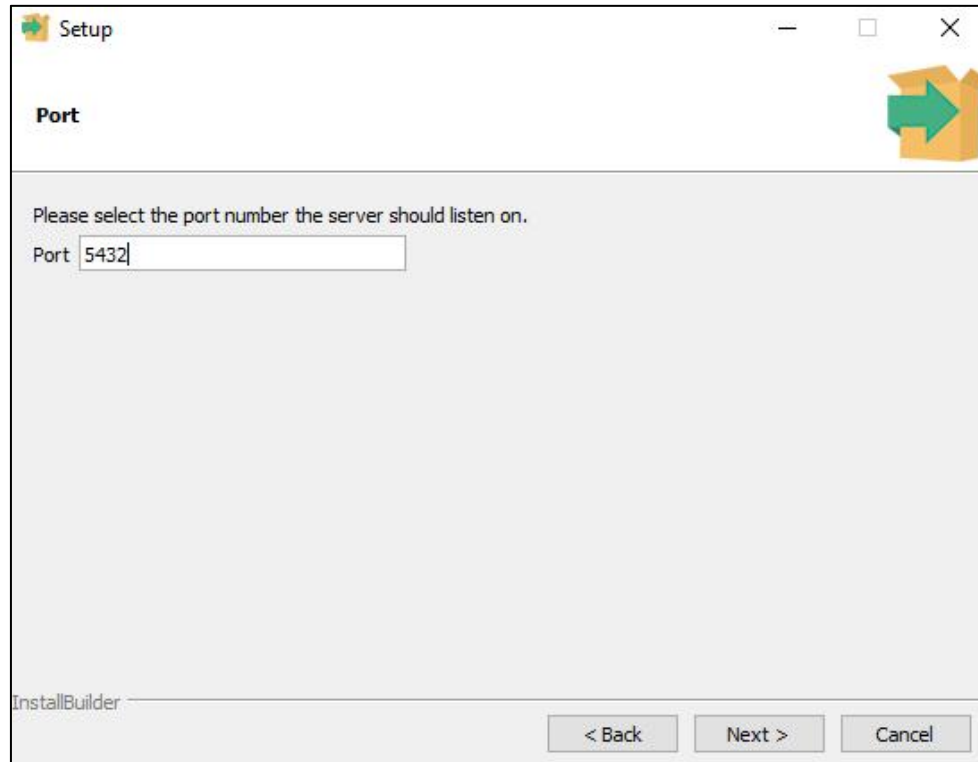 Setup
Port
Please select the port number the server should listen on.
Port 5432
InstallBuilder
< Back Next > Cancel